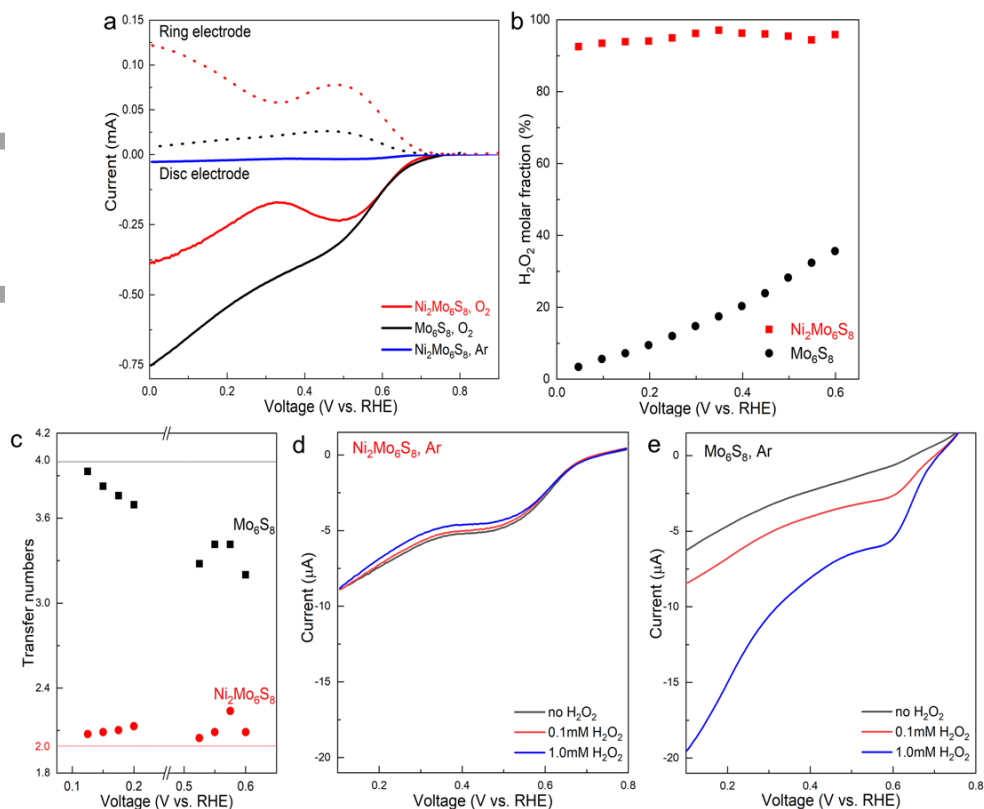 a
Ring electrode
Disc electrode
Ni₂Mo₆S₈, O₂
Mo₆S₈, O₂
Ni₂Mo₆S₈, Ar
Current (mA)
0.15
0.10
0.05
0.00
-0.25
-0.50
-0.75
0.0 0.2 0.4 0.6 0.8
Voltage (V vs. RHE)
b
H₂O₂ molar fraction (%)
100
80
60
40
20
0
Ni₂Mo₆S₈
Mo₆S₈
0.0 0.2 0.4 0.6
Voltage (V vs. RHE)
c
Transfer numbers
4.2
4.0
3.6
3.0
2.4
2.0
1.8
Mo₆S₈
Ni₂Mo₆S₈
0.1 0.2 0.5 0.6
Voltage (V vs. RHE)
d
Ni₂Mo₆S₈, Ar
Current (µA)
0
-5
-10
-15
-20
no H₂O₂
0.1mM H₂O₂
1.0mM H₂O₂
0.2 0.4 0.6 0.8
Voltage (V vs. RHE)
e
Mo₆S₈, Ar
Current (µA)
0
-5
-10
-15
-20
no H₂O₂
0.1mM H₂O₂
1.0mM H₂O₂
0.2 0.4 0.6 0.8
Voltage (V vs. RHE)